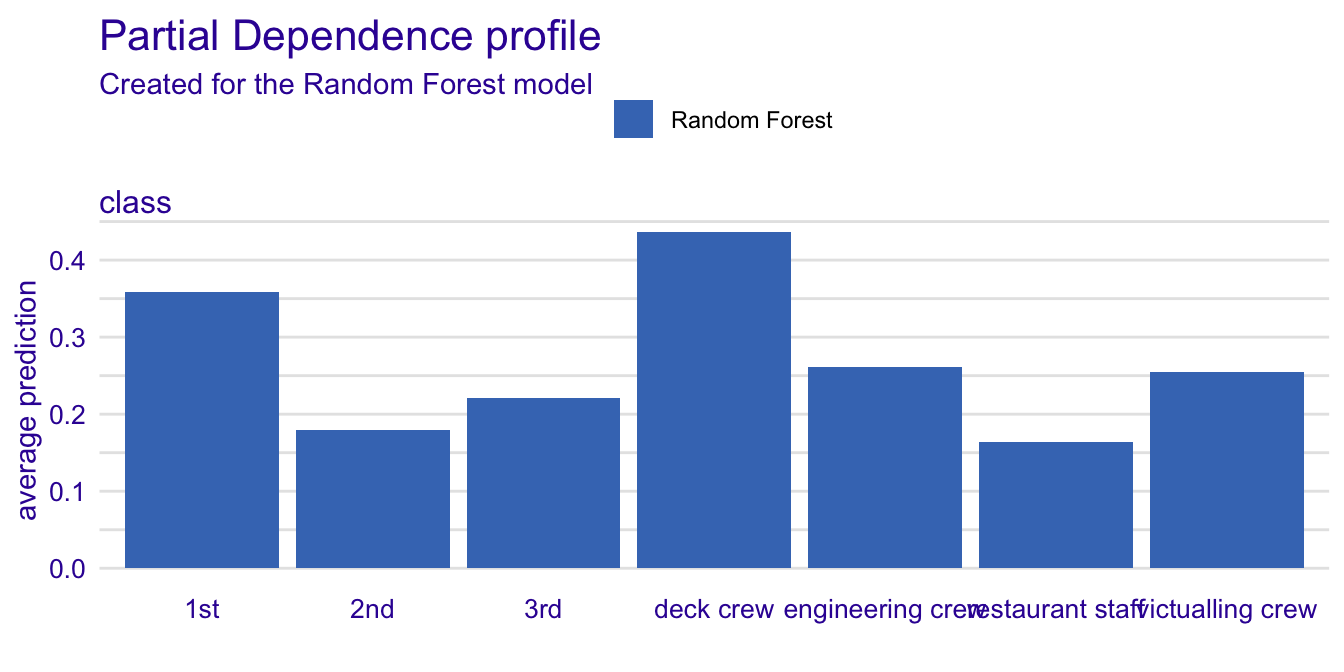 Partial Dependence profile
Created for the Random Forest model
Random Forest
class
average prediction
0.4
0.3
0.2
0.1
0.0
1st 2nd 3rd deck crew engineering crew restaurant staff victualling crew